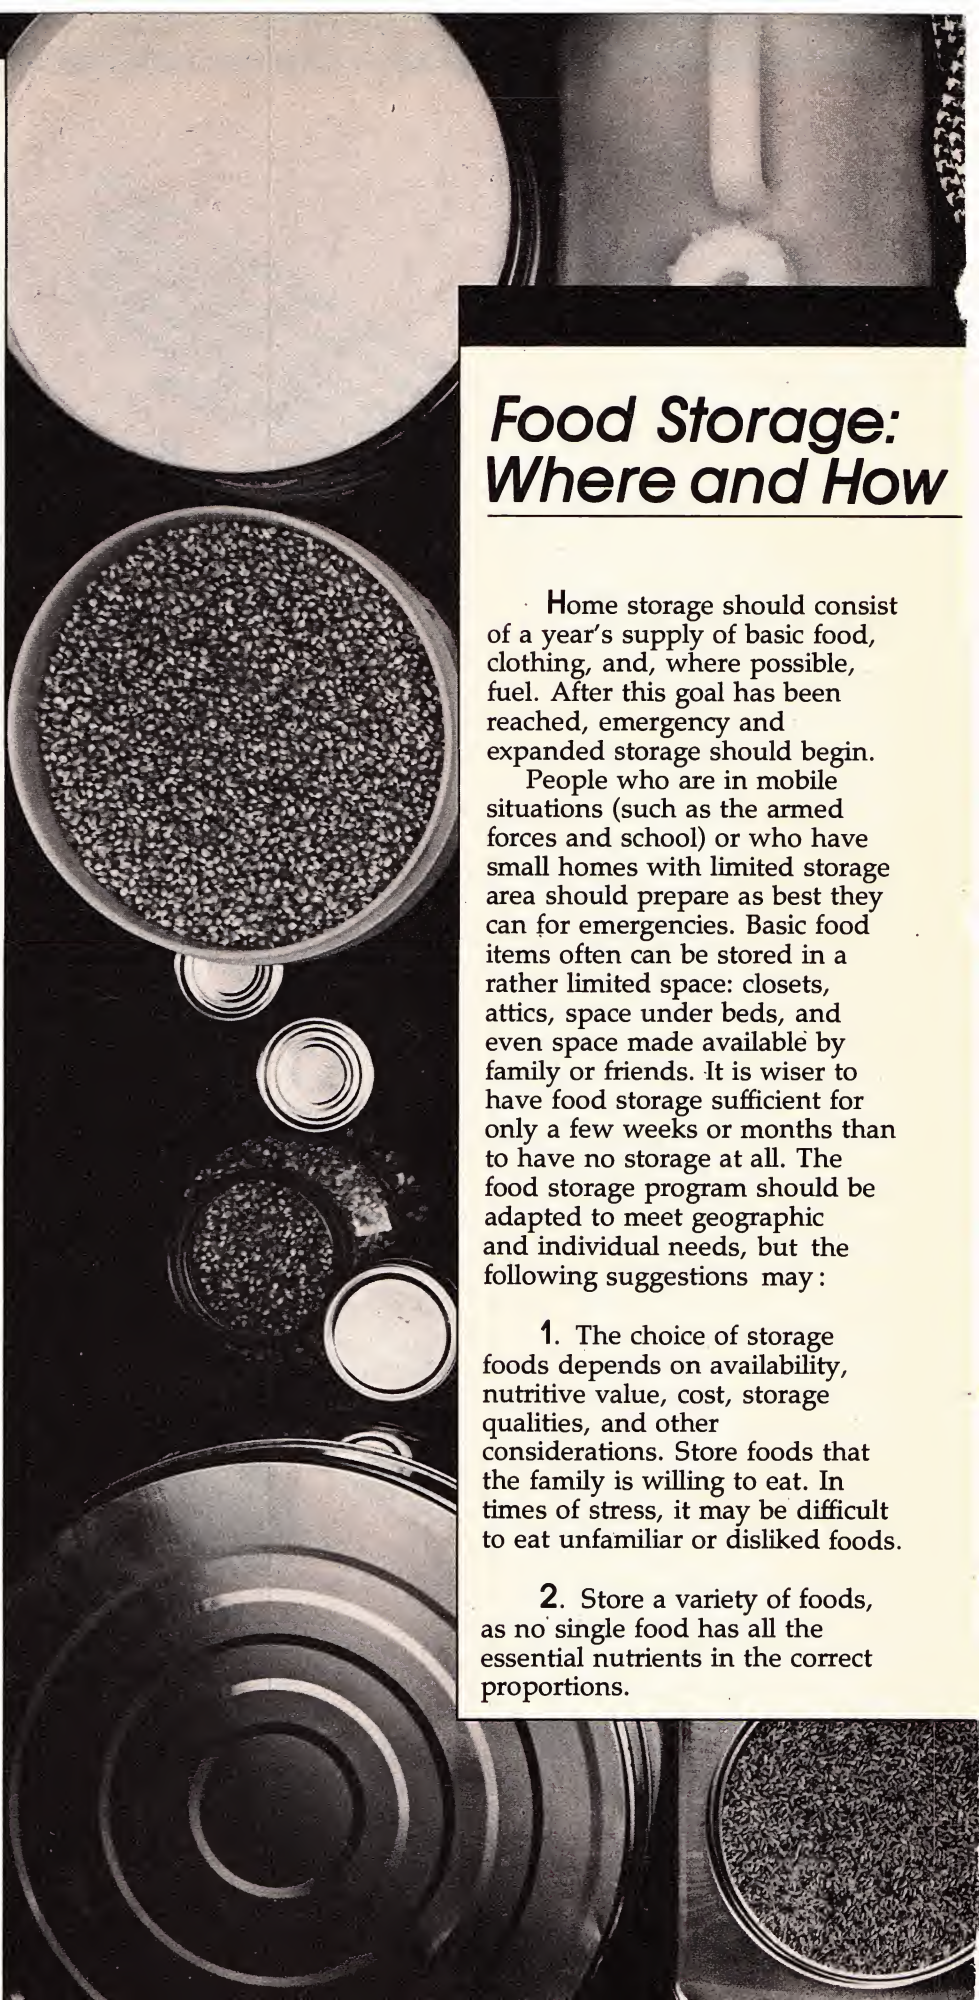 Food Storage:
Where and How
Home storage should consist
of a year's supply of basic food,
clothing, and, where possible,
fuel. After this goal has been
reached, emergency and
expanded storage should begin.
People who are in mobile
situations (such as the armed
forces and school) or who have
small homes with limited storage
area should prepare as best they
can for emergencies. Basic food
items often can be stored in a
rather limited space: closets,
attics, space under beds, and
even space made available by
family or friends. It is wiser to
have food storage sufficient for
only a few weeks or months than
to have no storage at all. The
food storage program should be
adapted to meet geographic
and individual needs, but the
following suggestions may:
1. The choice of storage
foods depends on availability,
nutritive value, cost, storage
qualities, and other
considerations. Store foods that
the family is willing to eat. In
times of stress, it may be difficult
to eat unfamiliar or disliked foods.
2. Store a variety of foods,
as no single food has all the
essential nutrients in the correct
proportions.